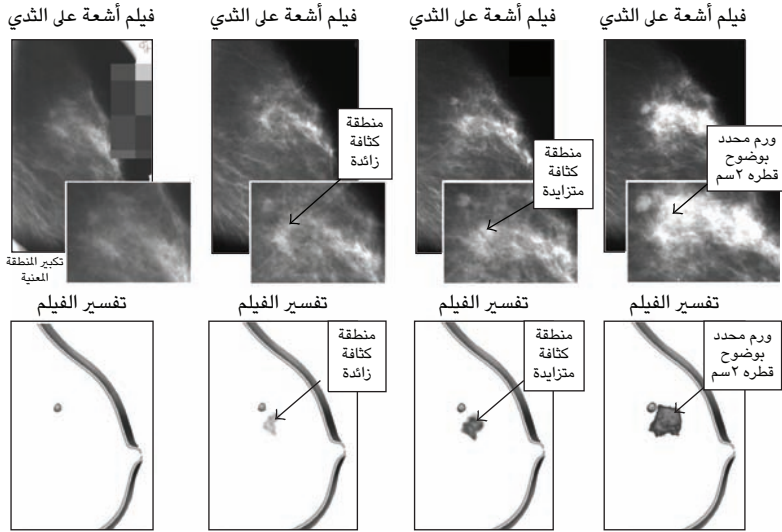 فيلم أشعة على الثدي
فيلم أشعة على الثدي
فيلم أشعة على الثدي
فيلم أشعة على الثدي
منطقة
كثافة
زائدة
منطقة
كثافة
متزايدة
ورم محدد
بوضوح
قطره ٢سم
تكبير المنطقة
المعنية
تفسير الفيلم
تفسير الفيلم
تفسير الفيلم
تفسير الفيلم
منطقة
كثافة
زائدة
منطقة
كثافة
متزايدة
ورم محدد
بوضوح
قطره ٢سم